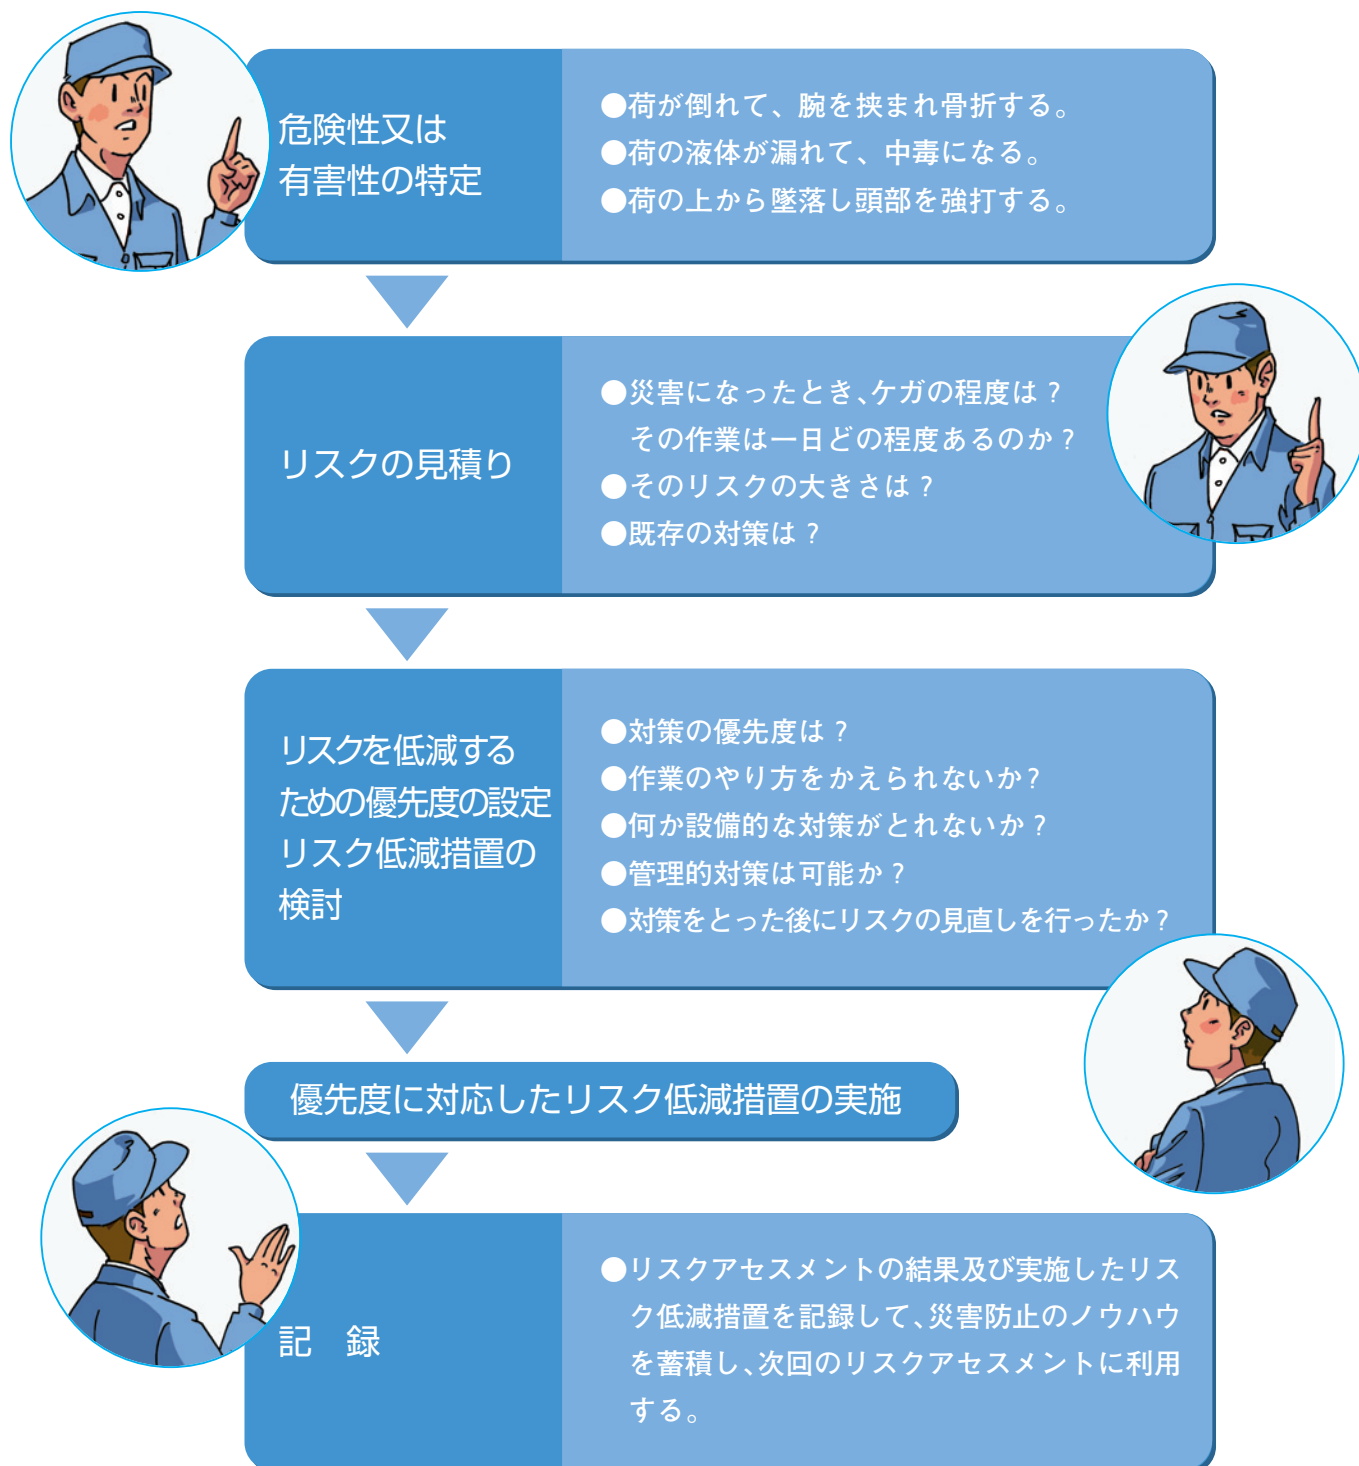 危険性又は
有害性の特定
●荷が倒れて、腕を挟まれ骨折する。
●荷の液体が漏れて、中毒になる。
●荷の上から墜落し頭部を強打する。
リスクの見積り
●災害になったとき、ケガの程度は？
その作業は一日どの程度あるのか？
●そのリスクの大きさは？
●既存の対策は？
リスクを低減する
ための優先度の設定
リスク低減措置の
検討
●対策の優先度は？
●作業のやり方をかえられないか？
●何か設備的な対策がとれないか？
●管理的対策は可能か？
●対策をとった後にリスクの見直しを行ったか？
優先度に対応したリスク低減措置の実施
記　録
●リスクアセスメントの結果及び実施したリス
ク低減措置を記録して、災害防止のノウハウ
を蓄積し、次回のリスクアセスメントに利用
する。